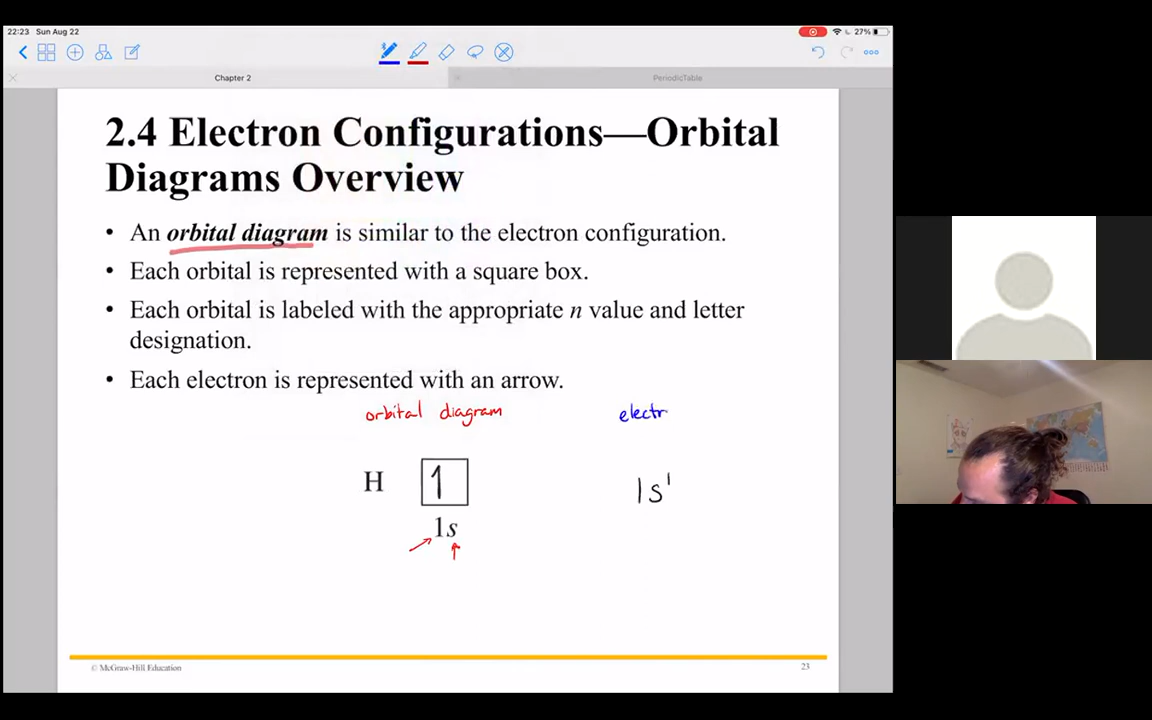 22:23 Sun Aug 22
27%
Chapter 2
PeriodicTable
2.4 Electron Configurations—Orbital
Diagrams Overview
• An orbital diagram is similar to the electron configuration.
• Each orbital is represented with a square box.
• Each orbital is labeled with the appropriate n value and letter
designation.
• Each electron is represented with an arrow.
orbital diagram
electr
H 1
1s¹
1s
© McGraw-Hill Education
23